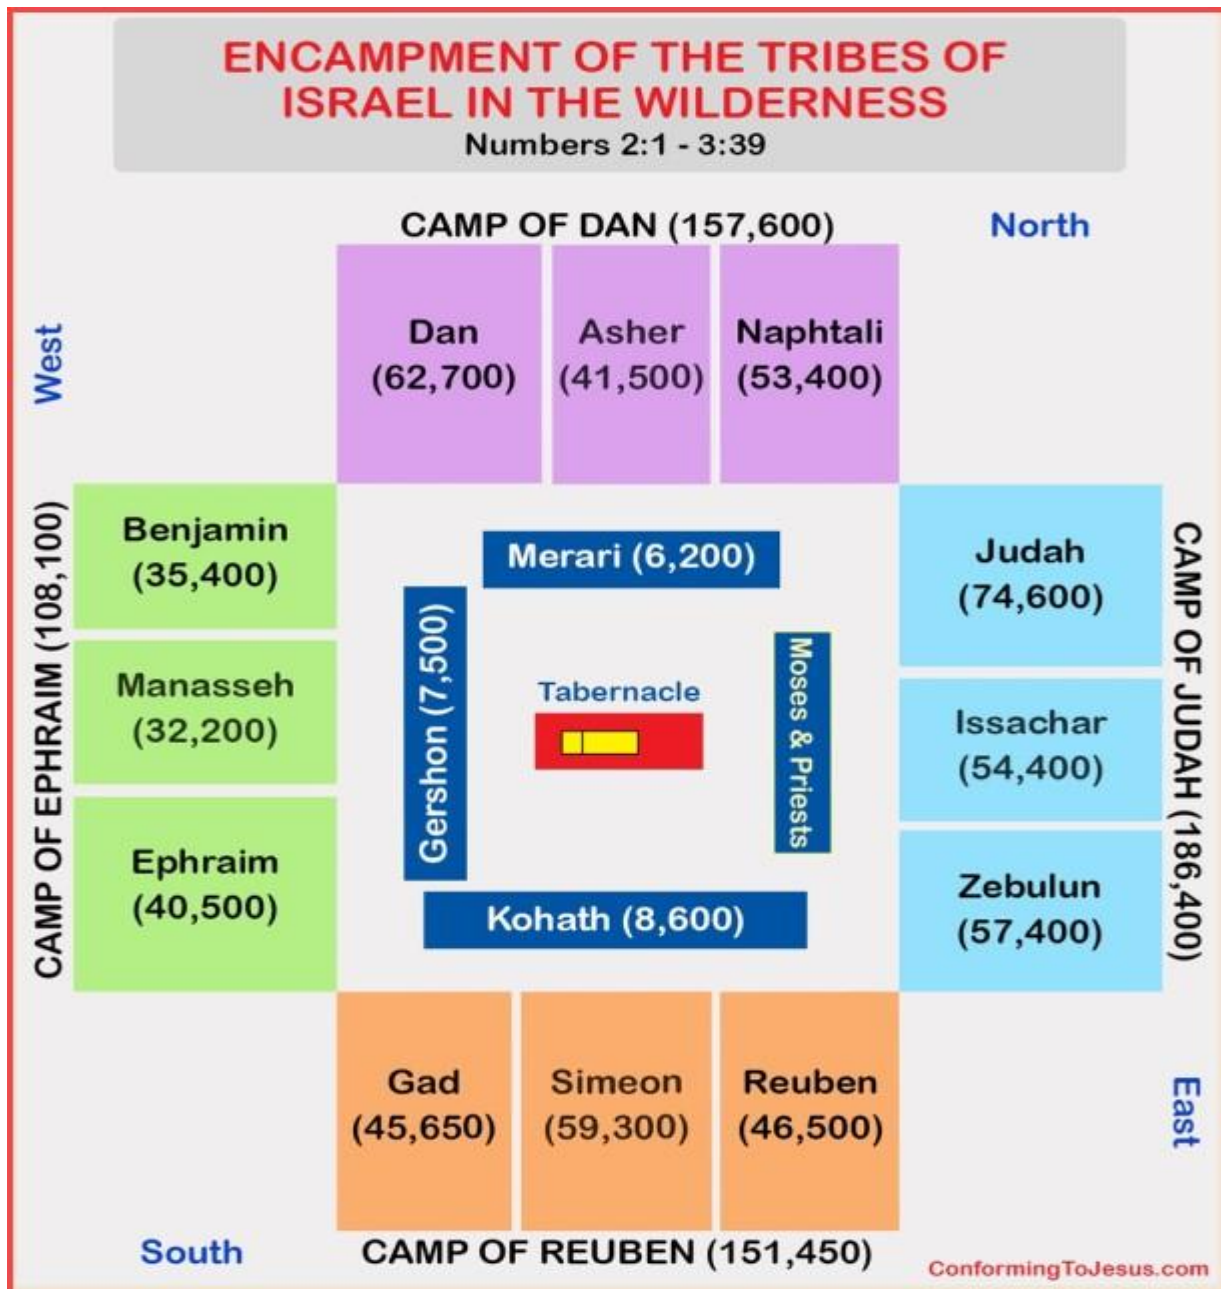 ENCAMPMENT OF THE TRIBES OF
ISRAEL IN THE WILDERNESS
Numbers 2:1 - 3:39
CAMP OF DAN (157,600)
North
West
Dan
(62,700)
Asher
(41,500)
Naphtali
(53,400)
CAMP OF EPHRAIM (108,100)
Benjamin
(35,400)
Manasseh
(32,200)
Ephraim
(40,500)
Merari (6,200)
Gershon (7,500)
Tabernacle
Moses & Priests
Kohath (8,600)
Judah
(74,600)
Issachar
(54,400)
Zebulun
(57,400)
CAMP OF JUDAH (186,400)
Gad
(45,650)
Simeon
(59,300)
Reuben
(46,500)
East
South
CAMP OF REUBEN (151,450)
ConformingToJesus.com